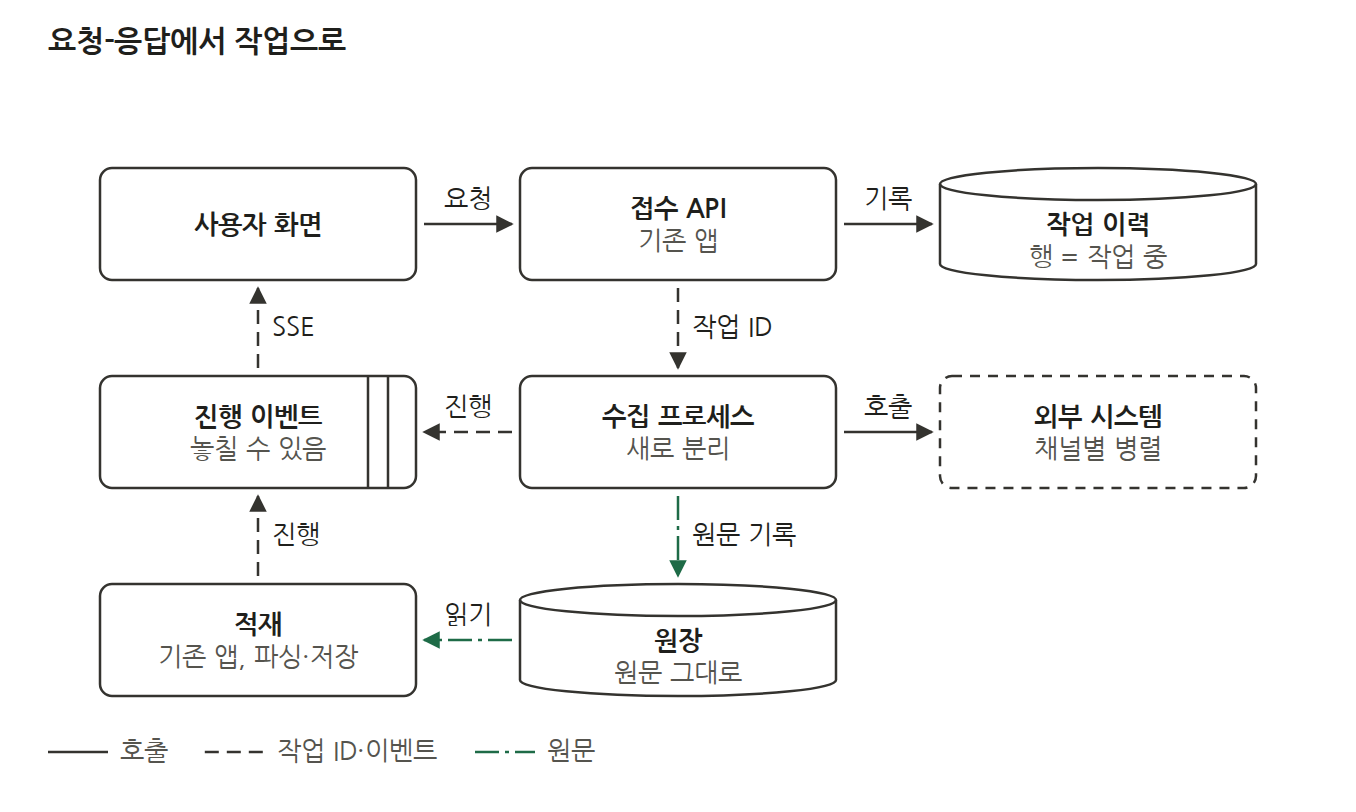 요청-응답에서 작업으로
사용자 화면
요청
접수 API
기존 앱
기록
작업 이력
행 = 작업 중
SSE
작업 ID
진행 이벤트
놓칠 수 있음
진행
수집 프로세스
새로 분리
호출
외부 시스템
채널별 병렬
진행
원문 기록
적재
기존 앱, 파싱·저장
읽기
원장
원문 그대로
호출
작업 ID·이벤트
원문